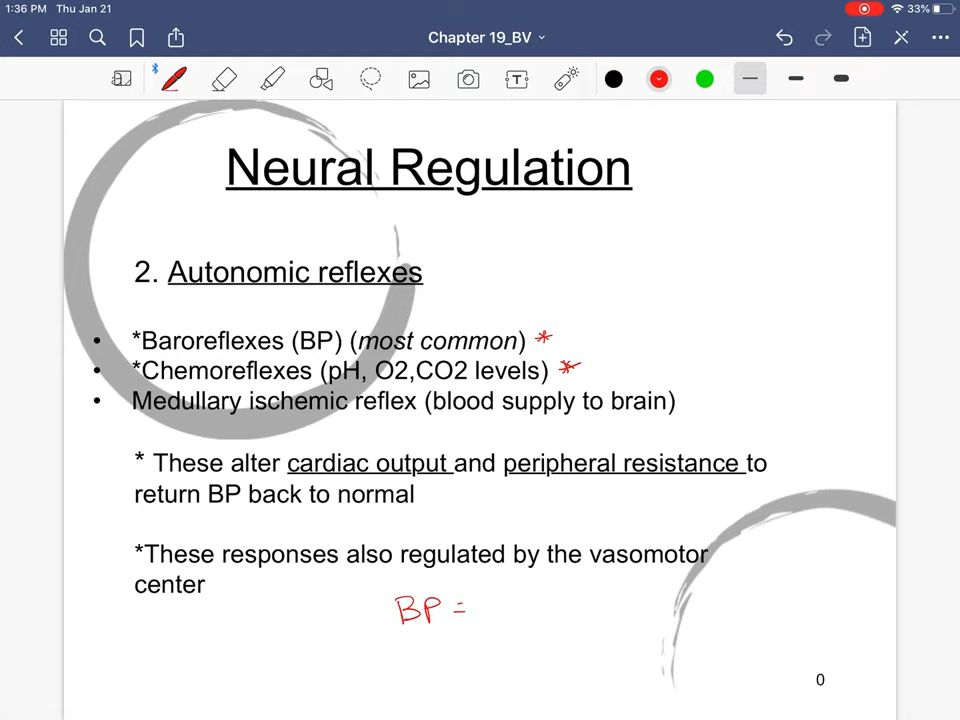 1:36 PM Thu Jan 21 33%
Chapter 19_BV
T
Neural Regulation
2. Autonomic reflexes
• *Baroreflexes (BP) (most common) *
• *Chemoreflexes (pH, O2,CO2 levels) *
• Medullary ischemic reflex (blood supply to brain)
* These alter cardiac output and peripheral resistance to
return BP back to normal
*These responses also regulated by the vasomotor
center
BP =
0